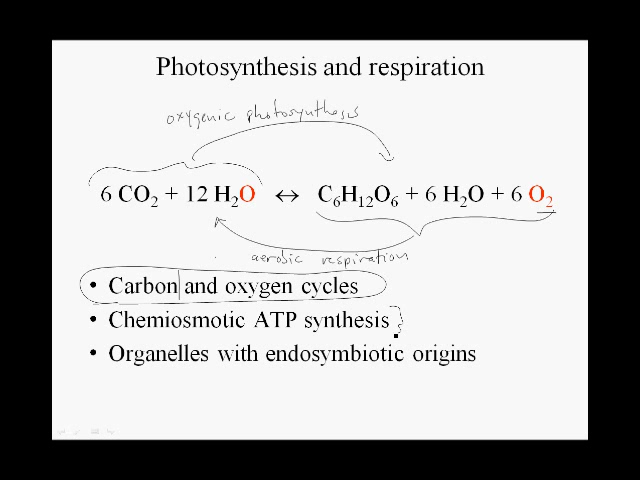 Photosynthesis and respiration
oxygenic photosynthesis
6 CO₂ + 12 H₂O ↔ C₆H₁₂O₆ + 6 H₂O + 6 O₂
aerobic respiration
• Carbon and oxygen cycles
• Chemiosmotic ATP synthesis
• Organelles with endosymbiotic origins